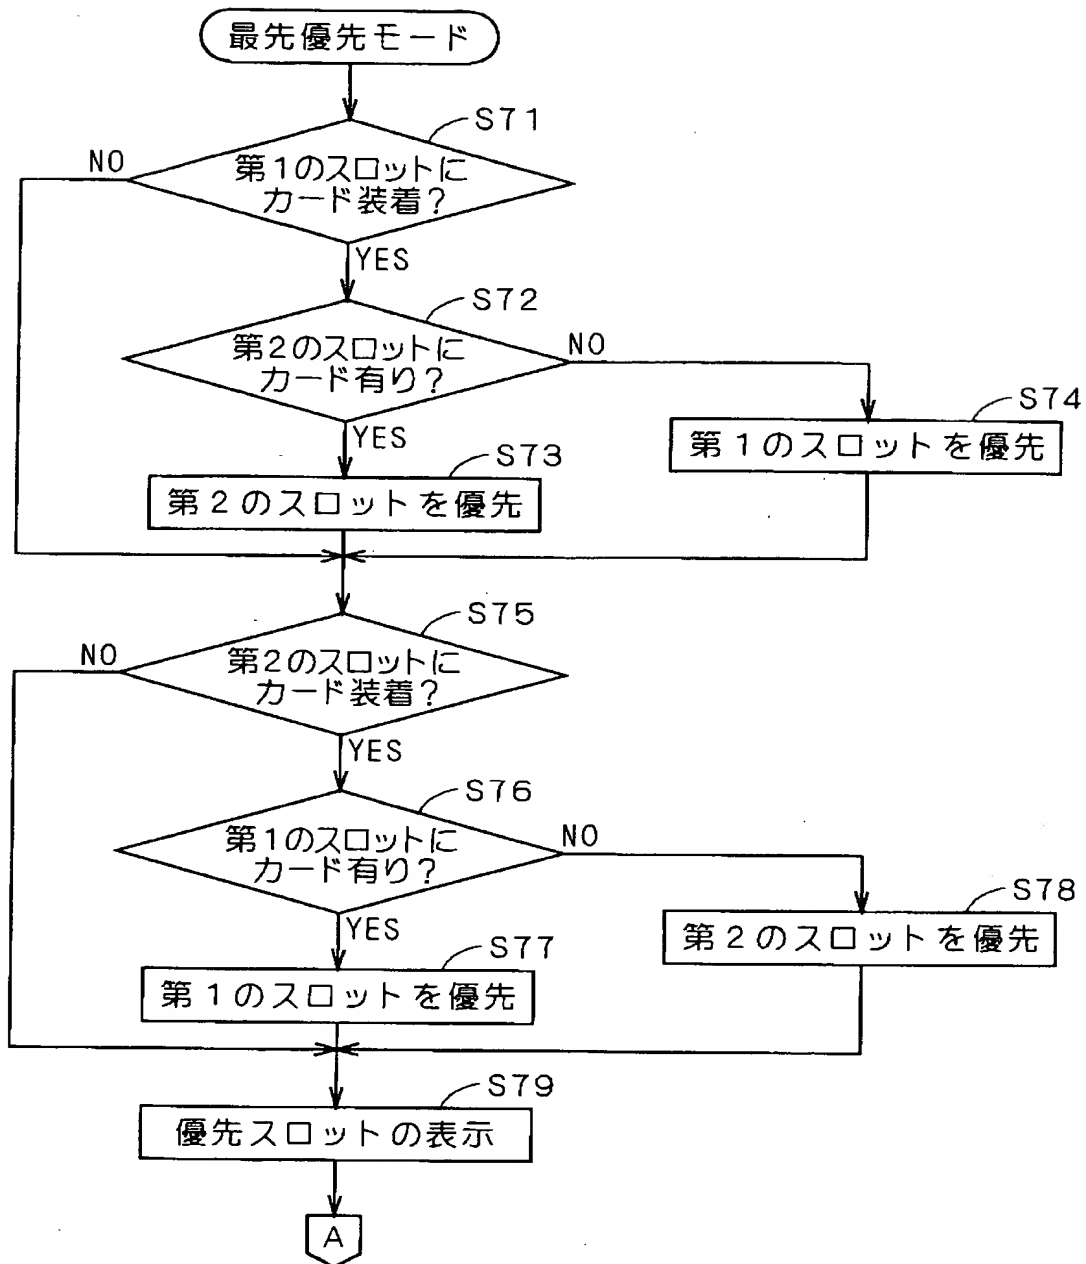 最先優先モード
S71
NO
第1のスロットに
カード装着?
YES
S72
第2のスロットに
カード有り?
NO
YES
S74
第1のスロットを優先
S73
第2のスロットを優先
S75
NO
第2のスロットに
カード装着?
YES
S76
第1のスロットに
カード有り?
NO
YES
S78
第2のスロットを優先
S77
第1のスロットを優先
S79
優先スロットの表示
A